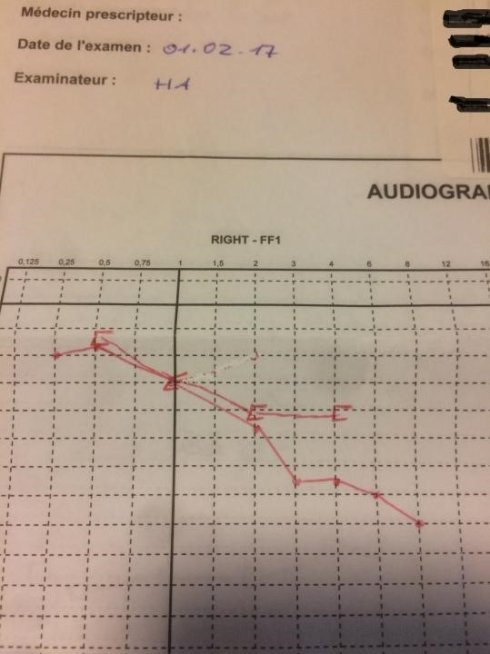 Médecin prescripteur :
Date de l'examen : 01.02.17
Examinateur : HA
AUDIOGRA
RIGHT - FF1
0,125 0,25 0,5 0,75 1 1,5 2 3 4 6 8 12 16